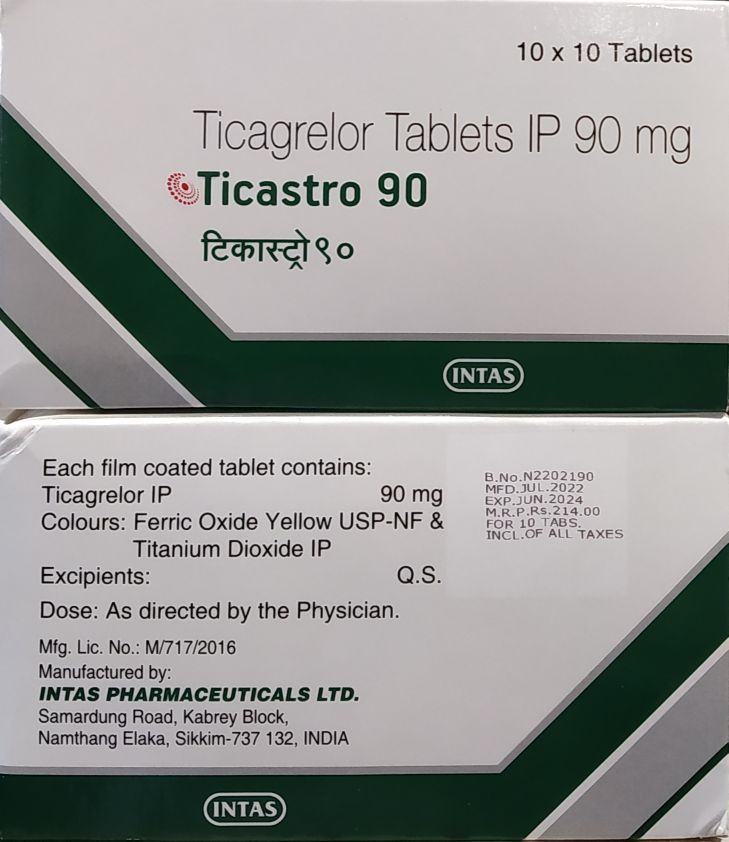 10 x 10 Tablets
Ticagrelor Tablets IP 90 mg
Ticastro 90
टिकास्ट्रो ९०
INTAS
Each film coated tablet contains:
Ticagrelor IP 90 mg
Colours: Ferric Oxide Yellow USP-NF &
Titanium Dioxide IP
Excipients: Q.S.
Dose: As directed by the Physician.
Mfg. Lic. No.: M/717/2016
Manufactured by:
INTAS PHARMACEUTICALS LTD.
Samardung Road, Kabrey Block,
Namthang Elaka, Sikkim-737 132, INDIA
B.No.N2202190
MFD.JUL.2022
EXP.JUN.2024
M.R.P.Rs.214.00
FOR 10 TABS.
INCL.OF ALL TAXES
INTAS